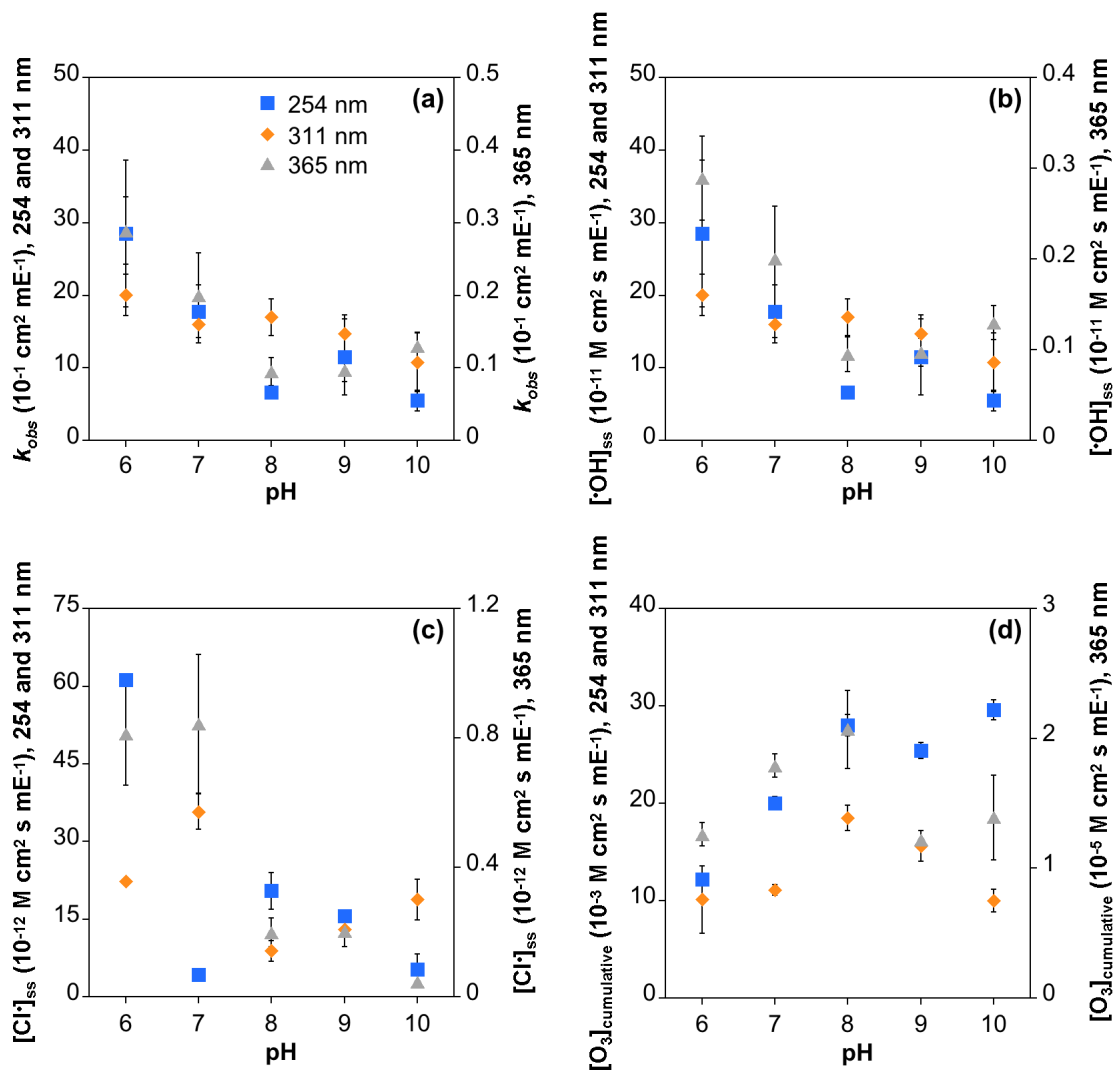 (a)
254 nm
311 nm
365 nm
50
40
30
20
10
0
0.5
0.4
0.3
0.2
0.1
0
6 7 8 9 10
pH
kobs (10-1 cm2 mE-1), 254 and 311 nm
kobs (10-1 cm2 mE-1), 365 nm
(b)
50
40
30
20
10
0
0.4
0.3
0.2
0.1
0
6 7 8 9 10
pH
[•OH]ss (10-11 M cm2 s mE-1), 254 and 311 nm
[•OH]ss (10-11 M cm2 s mE-1), 365 nm
(c)
75
60
45
30
15
0
1.2
0.8
0.4
0.0
6 7 8 9 10
pH
[Cl•]ss (10-12 M cm2 s mE-1), 254 and 311 nm
[Cl•]ss (10-12 M cm2 s mE-1), 365 nm
(d)
40
30
20
10
0
3
2
1
0
6 7 8 9 10
pH
[O3]cumulative (10-3 M cm2 s mE-1), 254 and 311 nm
[O3]cumulative (10-5 M cm2 s mE-1), 365 nm